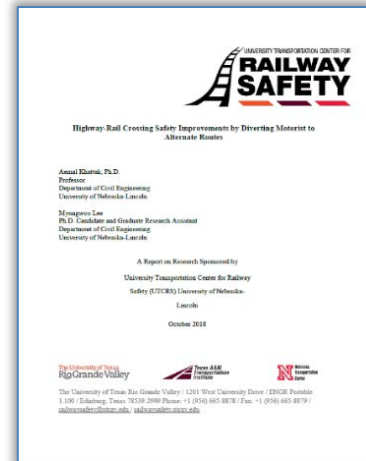 UNIVERSITY TRANSPORTATION CENTER FOR
RAILWAY
SAFETY
Highway-Rail Crossing Safety Improvements by Diverting Motorist to
Alternate Routes
Aemal Khattak, Ph.D.
Professor
Department of Civil Engineering
University of Nebraska-Lincoln
Myungwoo Lee
Ph.D. Candidate and Graduate Research Assistant
Department of Civil Engineering
University of Nebraska-Lincoln
A Report on Research Sponsored by
University Transportation Center for Railway
Safety (UTCRS) University of Nebraska-
Lincoln
October 2018
The University of Texas
RioGrande Valley
Texas A&M
Transportation
Institute
N
Nebraska
Transportation
Center
The University of Texas Rio Grande Valley / 1201 West University Drive / ENGR Portable
1.100 / Edinburg, Texas 78539-2999 Phone: +1 (956) 665-8878 / Fax: +1 (956) 665-8879 /
railwaysafety@utrgv.edu / railwaysafety.utrgv.edu